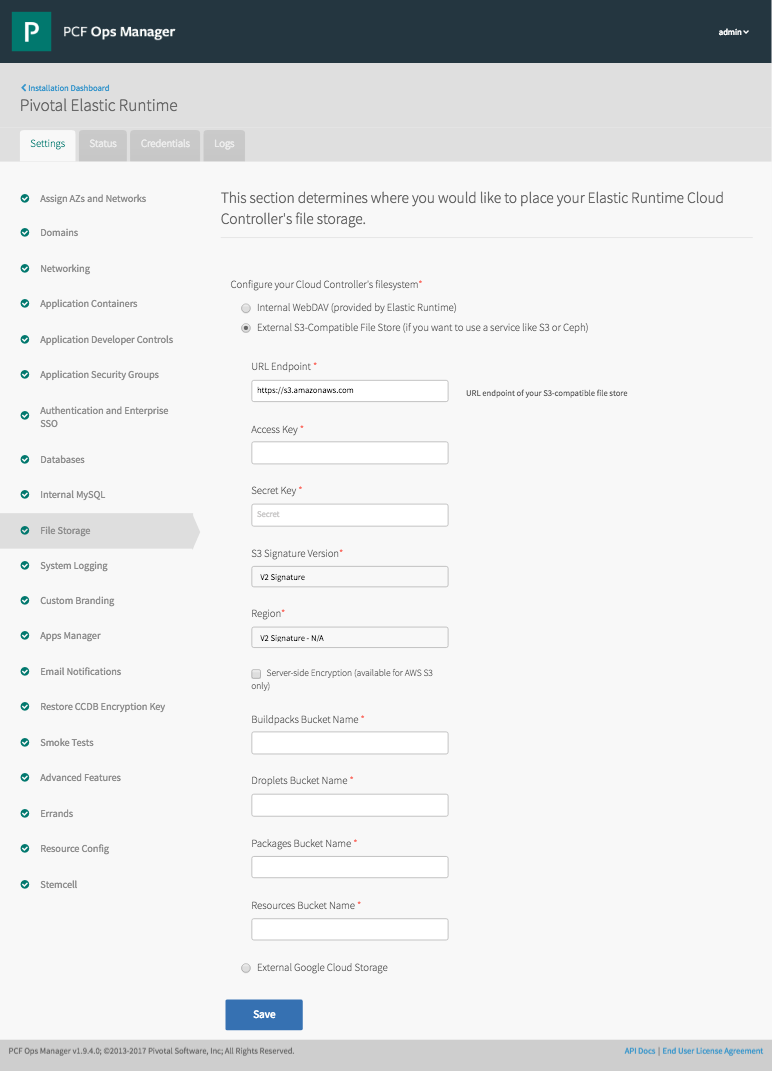 P PCF Ops Manager
admin
Installation Dashboard
Pivotal Elastic Runtime
Settings Status Credentials Logs
Assign AZs and Networks
Domains
Networking
Application Containers
Application Developer Controls
Application Security Groups
Authentication and Enterprise
SSO
Databases
Internal MySQL
File Storage
System Logging
Custom Branding
Apps Manager
Email Notifications
Restore CCDB Encryption Key
Smoke Tests
Advanced Features
Errands
Resource Config
Stemcell
This section determines where you would like to place your Elastic Runtime Cloud
Controller's file storage.
Configure your Cloud Controller's filesystem*
Internal WebDAV (provided by Elastic Runtime)
External S3-Compatible File Store (if you want to use a service like S3 or Ceph)
URL Endpoint *
https://s3.amazonaws.com
URL endpoint of your S3-compatible file store
Access Key *
Secret Key *
Secret
S3 Signature Version*
V2 Signature
Region*
V2 Signature - N/A
Server-side Encryption (available for AWS S3
only)
Buildpacks Bucket Name *
Droplets Bucket Name *
Packages Bucket Name *
Resources Bucket Name *
External Google Cloud Storage
Save
PCF Ops Manager v1.9.4.0; ©2013-2017 Pivotal Software, Inc; All Rights Reserved.
API Docs | End User License Agreement